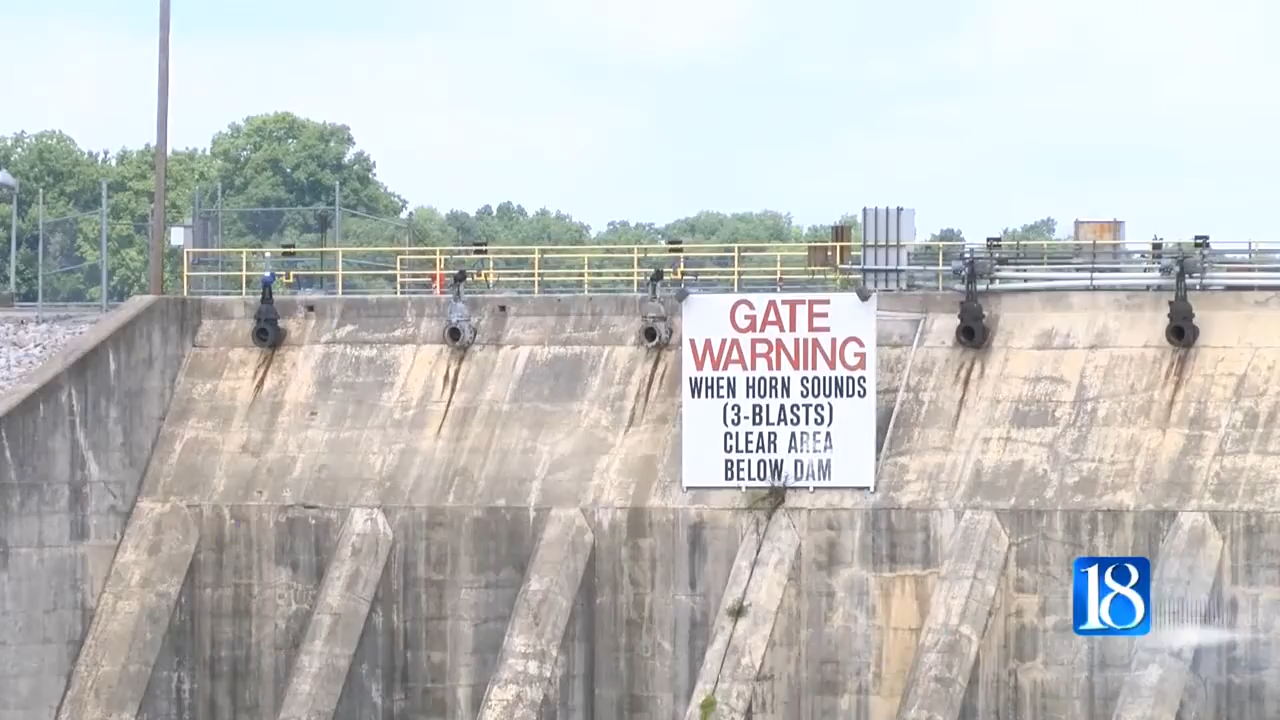 GATE
WARNING
WHEN HORN SOUNDS
(3-BLASTS)
CLEAR AREA
BELOW DAM
18